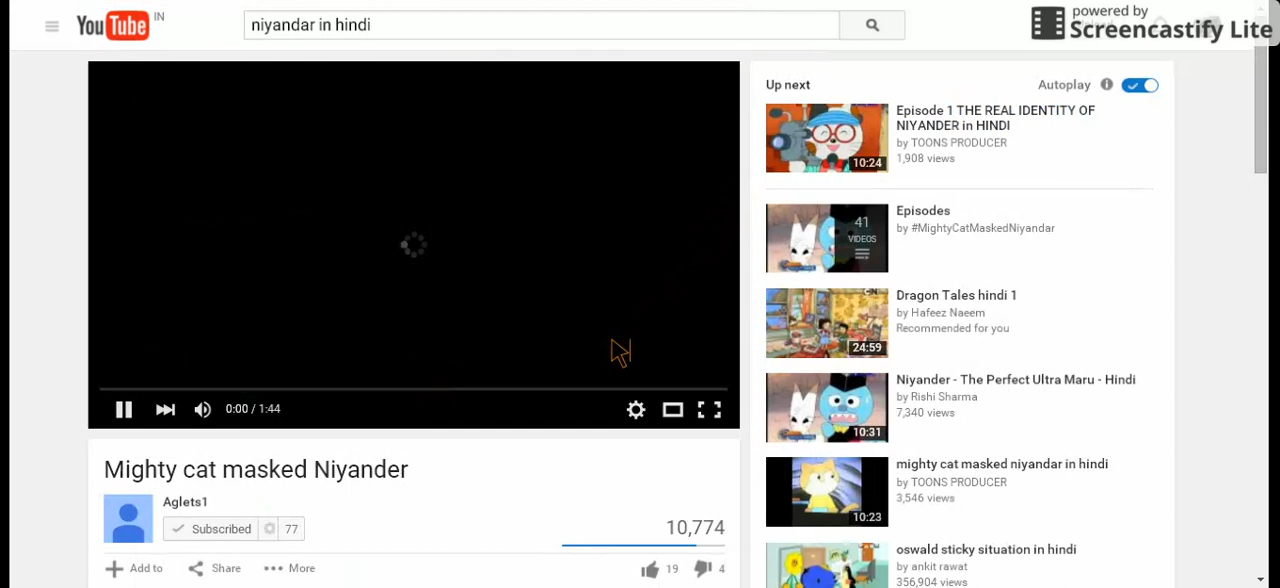 YouTube IN
niyandar in hindi
powered by
Screencastify Lite
Up next
Autoplay
Episode 1 THE REAL IDENTITY OF
NIYANDER in HINDI
by TOONS PRODUCER
1,908 views
10:24
Episodes
by #MightyCatMaskedNiyandar
41
VIDEOS
Dragon Tales hindi 1
by Hafeez Naeem
Recommended for you
24:59
Niyander - The Perfect Ultra Maru - Hindi
by Rishi Sharma
7,340 views
10:31
mighty cat masked niyandar in hindi
by TOONS PRODUCER
3,546 views
10:23
oswald sticky situation in hindi
by ankit rawat
356,904 views
0:00 / 1:44
Mighty cat masked Niyander
Aglets1
Subscribed 77
10,774
Add to Share More 19 4